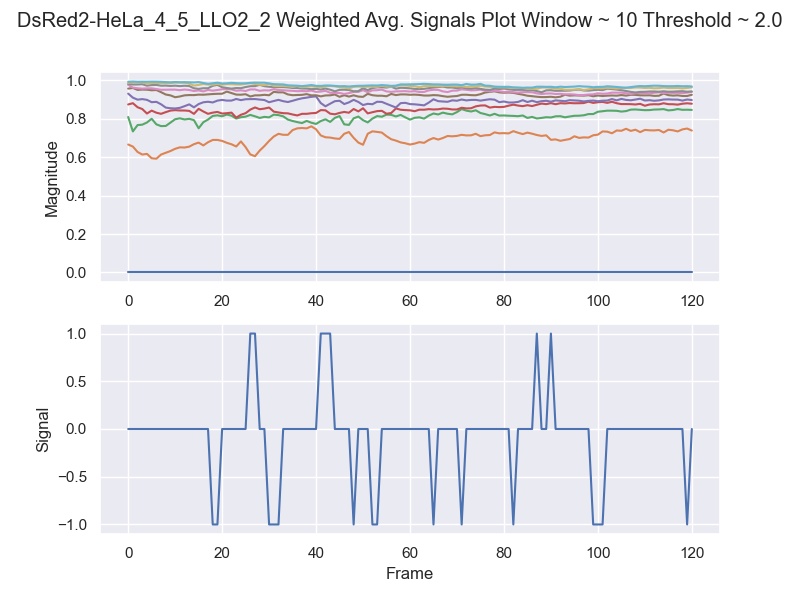 DsRed2-HeLa_4_5_LLO2_2 Weighted Avg. Signals Plot Window ~ 10 Threshold ~ 2.0
1.0
0.8
0.6
0.4
0.2
0.0
Magnitude
0 20 40 60 80 100 120
1.0
0.5
0.0
−0.5
−1.0
Signal
0 20 40 60 80 100 120
Frame